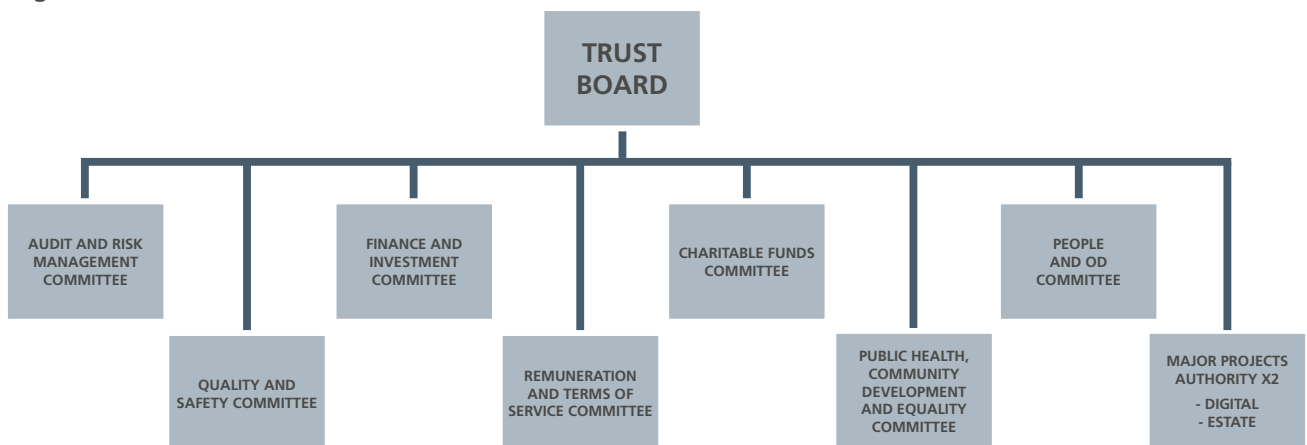 TRUST
BOARD
AUDIT AND RISK
MANAGEMENT
COMMITTEE
FINANCE AND
INVESTMENT
COMMITTEE
CHARITABLE FUNDS
COMMITTEE
PEOPLE
AND OD
COMMITTEE
QUALITY AND
SAFETY COMMITTEE
REMUNERATION
AND TERMS OF
SERVICE COMMITTEE
PUBLIC HEALTH,
COMMUNITY
DEVELOPMENT
AND EQUALITY
COMMITTEE
MAJOR PROJECTS
AUTHORITY X2
- DIGITAL
- ESTATE